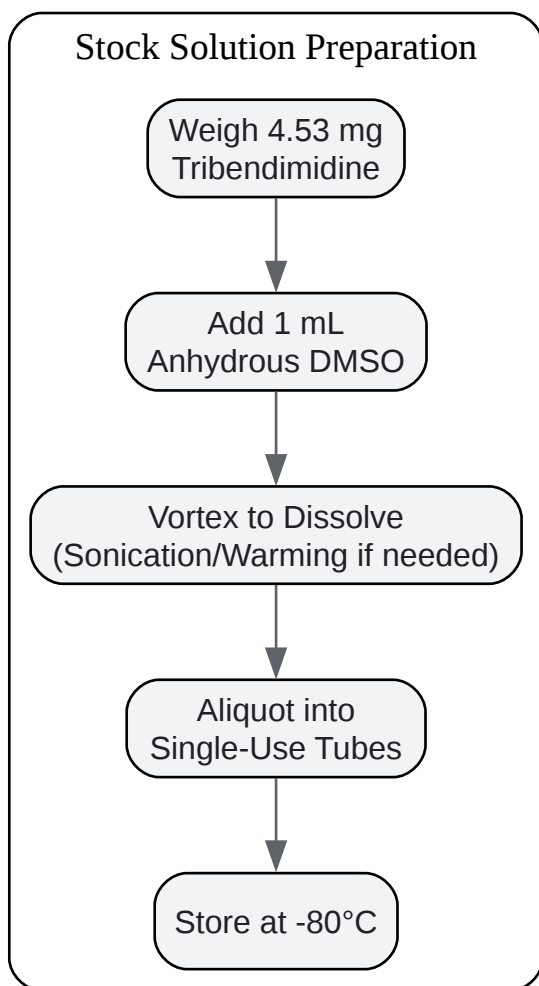 Stock Solution Preparation
Weigh 4.53 mg
Tribendimidine
Add 1 mL
Anhydrous DMSO
Vortex to Dissolve
(Sonication/Warming if needed)
Aliquot into
Single-Use Tubes
Store at -80°C